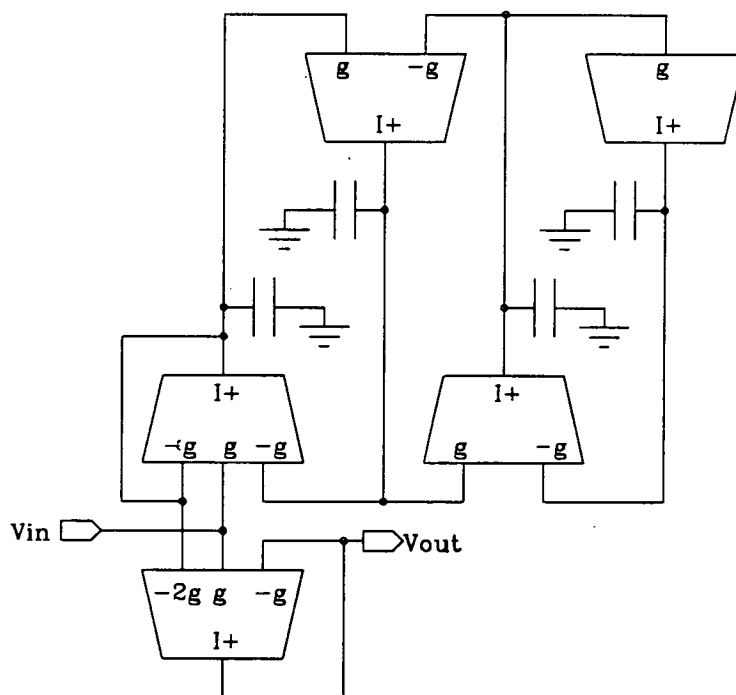 g -g g
I+ I+
I+ I+
-g g -g g -g
Vin Vout
-2g g -g
I+